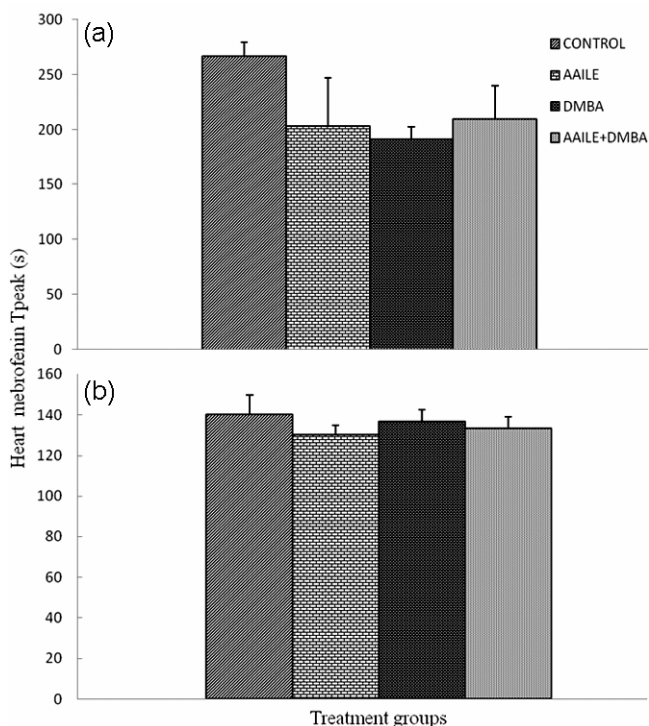 (a)
300
250
200
150
100
50
0
CONTROL
AAILE
DMBA
AAILE+DMBA
Heart mebrofenin Tpeak (s)
(b)
160
140
120
100
80
60
40
20
0
Treatment groups